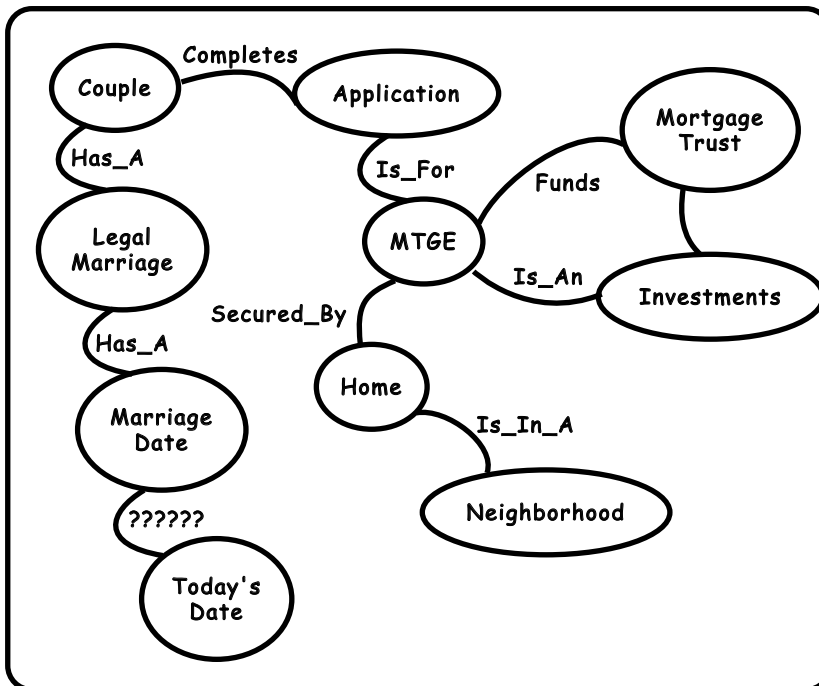 Completes
Couple
Application
Mortgage
Trust
Has_A
Is_For
Funds
Legal
Marriage
MTGE
Is_An
Investments
Secured_By
Has_A
Home
Marriage
Date
Is_In_A
Neighborhood
??????
Today's
Date